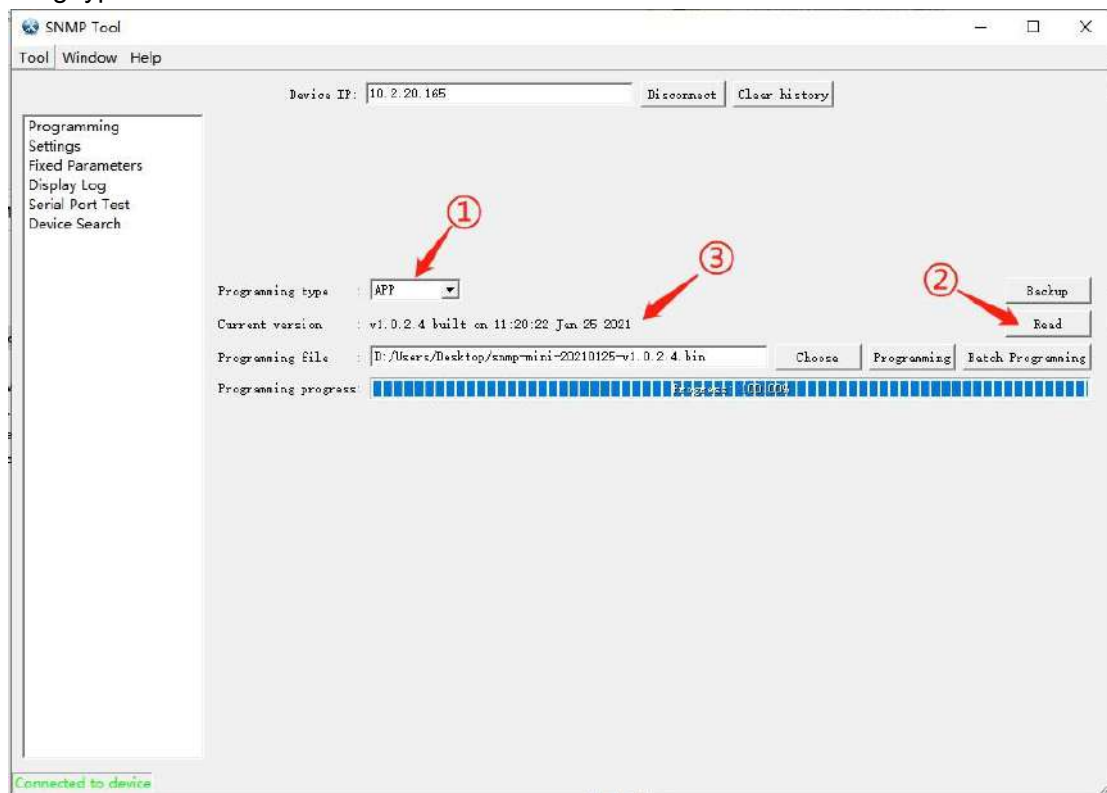 SNMP Tool
Tool Window Help
Device IP: 10.2.20.165 Disconnect Clear history
Programming
Settings
Fixed Parameters
Display Log
Serial Port Test
Device Search
①
③
②
Programming type : APP Backup
Current version : v1.0.2.4 built on 11:20:22 Jan 25 2021 Read
Programming file : D:/Users/Desktop/snmp-mini-20210125-v1.0.2.4.bin Choose Programming Batch Programming
Programming progress: Progress: 100.00%
Connected to device